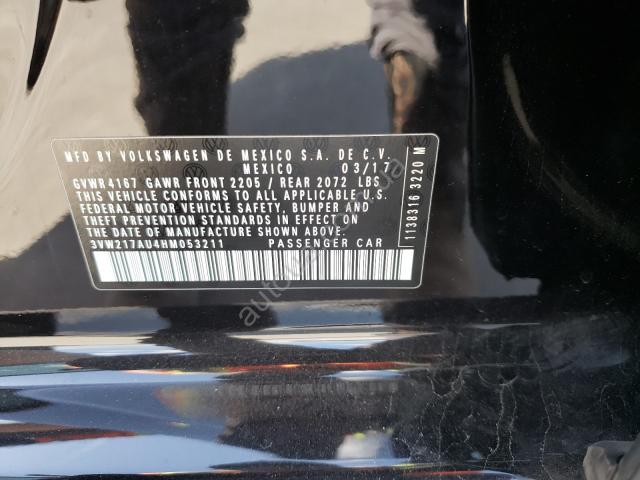 MFD BY VOLKSWAGEN DE MEXICO S.A. DE C.V.
MEXICO 03/17
GVWR 4167 GAWR FRONT 2205 / REAR 2072 LBS
THIS VEHICLE CONFORMS TO ALL APPLICABLE U.S.
FEDERAL MOTOR VEHICLE SAFETY, BUMPER AND
THEFT PREVENTION STANDARDS IN EFFECT ON
THE DATE OF MANUFACTURE SHOWN ABOVE.
3VW217AU4HM053211 PASSENGER CAR
1138316 3220 M